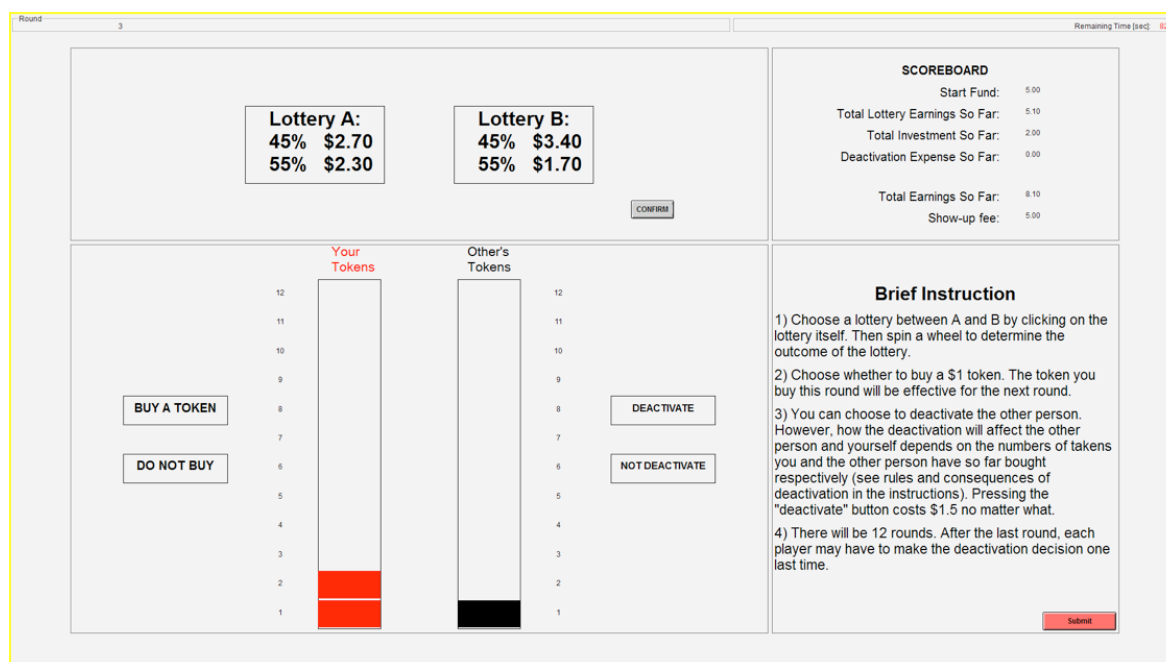 Round
3
Remaining Time [sec]: 82
Lottery A:
45% $2.70
55% $2.30
Lottery B:
45% $3.40
55% $1.70
CONFIRM
SCOREBOARD
Start Fund: 5.00
Total Lottery Earnings So Far: 5.10
Total Investment So Far: 2.00
Deactivation Expense So Far: 0.00
Total Earnings So Far: 8.10
Show-up fee: 5.00
Your
Tokens
Other's
Tokens
12 12
11 11
10 10
9 9
8 8
7 7
6 6
5 5
4 4
3 3
2 2
1 1
BUY A TOKEN
DO NOT BUY
DEACTIVATE
NOT DEACTIVATE
Brief Instruction
1) Choose a lottery between A and B by clicking on the
lottery itself. Then spin a wheel to determine the
outcome of the lottery.
2) Choose whether to buy a $1 token. The token you
buy this round will be effective for the next round.
3) You can choose to deactivate the other person.
However, how the deactivation will affect the other
person and yourself depends on the numbers of takens
you and the other person have so far bought
respectively (see rules and consequences of
deactivation in the instructions). Pressing the
"deactivate" button costs $1.5 no matter what.
4) There will be 12 rounds. After the last round, each
player may have to make the deactivation decision one
last time.
Submit